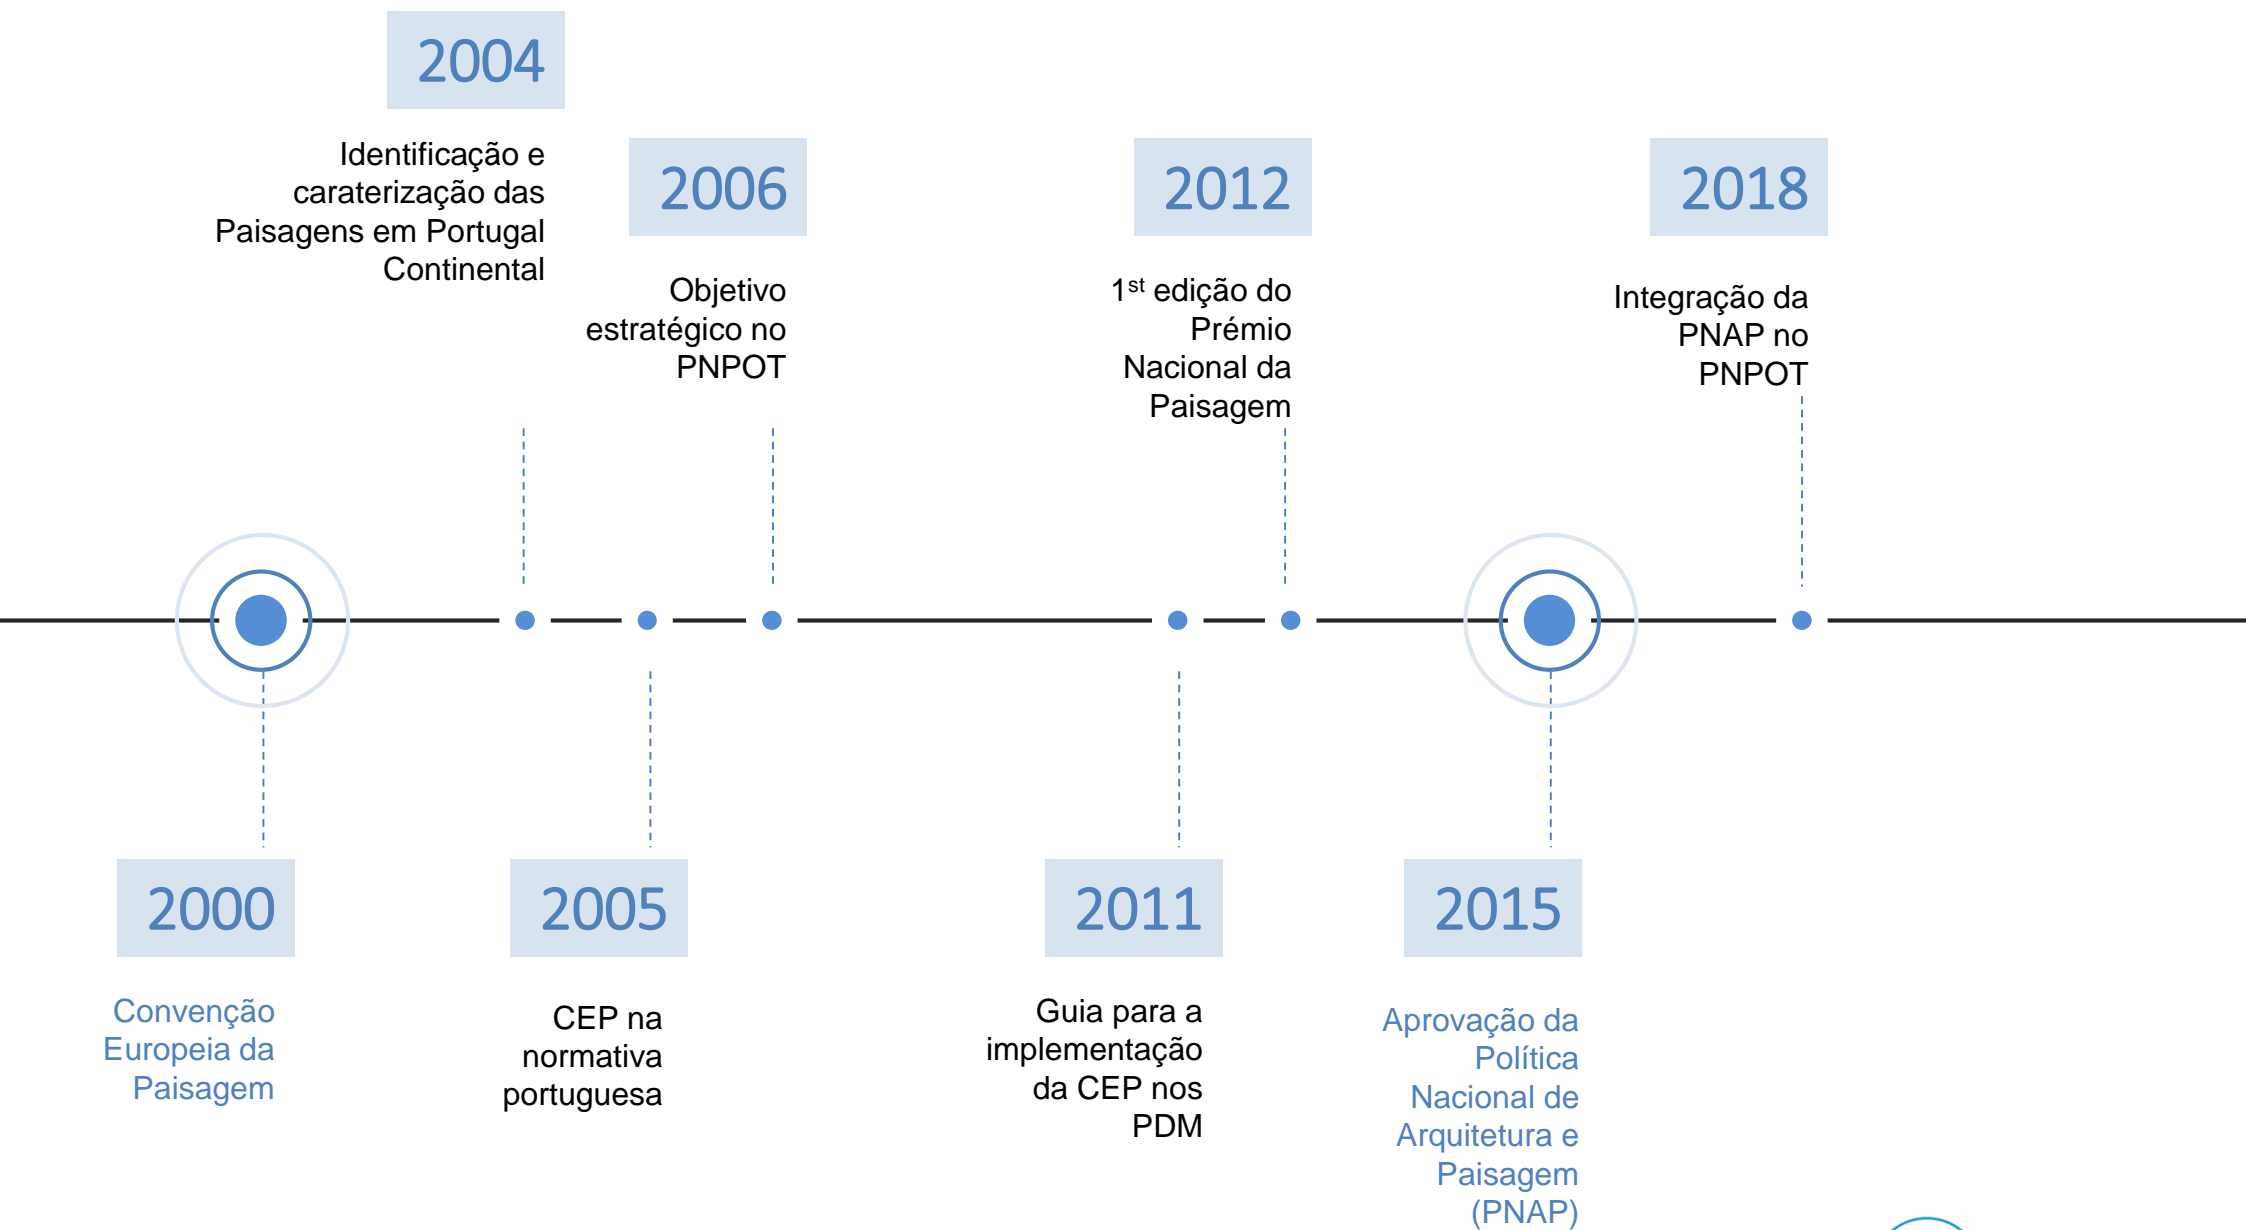 2004
Identificação e
caraterização das
Paisagens em Portugal
Continental
2006
Objetivo
estratégico no
PNPOT
2012
1st edição do
Prémio
Nacional da
Paisagem
2018
Integração da
PNAP no
PNPOT
2000
Convenção
Europeia da
Paisagem
2005
CEP na
normativa
portuguesa
2011
Guia para a
implementação
da CEP nos
PDM
2015
Aprovação da
Política
Nacional de
Arquitetura e
Paisagem
(PNAP)